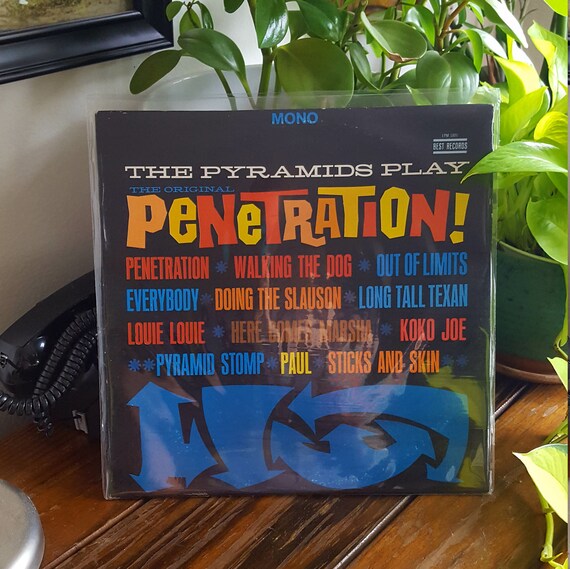 MONO
BEST RECORDS
THE PYRAMIDS PLAY
THE ORIGINAL
PENETRATION!
PENETRATION * WALKING THE DOG * OUT OF LIMITS
EVERYBODY * DOING THE SLAUSON * LONG TALL TEXAN
LOUIE LOUIE * HERE COMES MARSHA * KOKO JOE
**PYRAMID STOMP * PAUL STICKS AND SKIN *